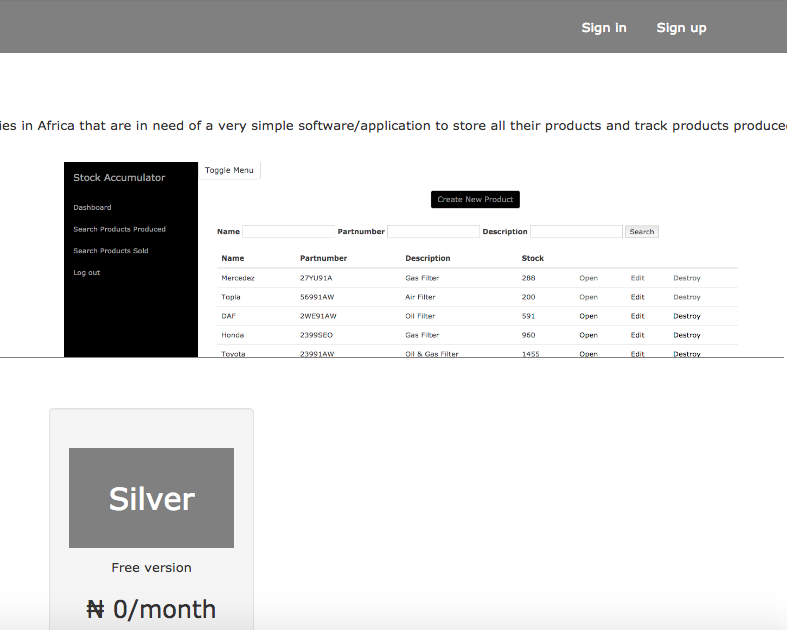 Sign in Sign up
ies in Africa that are in need of a very simple software/application to store all their products and track products produce
Stock Accumulator
Toggle Menu
Dashboard
Search Products Produced
Search Products Sold
Log out
Create New Product
Name Partnumber Description Search
Name Partnumber Description Stock
Mercedez 27YU91A Gas Filter 288 Open Edit Destroy
Topla 56991AW Air Filter 200 Open Edit Destroy
DAF 2WE91AW Oil Filter 591 Open Edit Destroy
Honda 2399SEO Gas Filter 960 Open Edit Destroy
Toyota 23991AW Oil & Gas Filter 1455 Open Edit Destroy
Silver
Free version
₦ 0/month